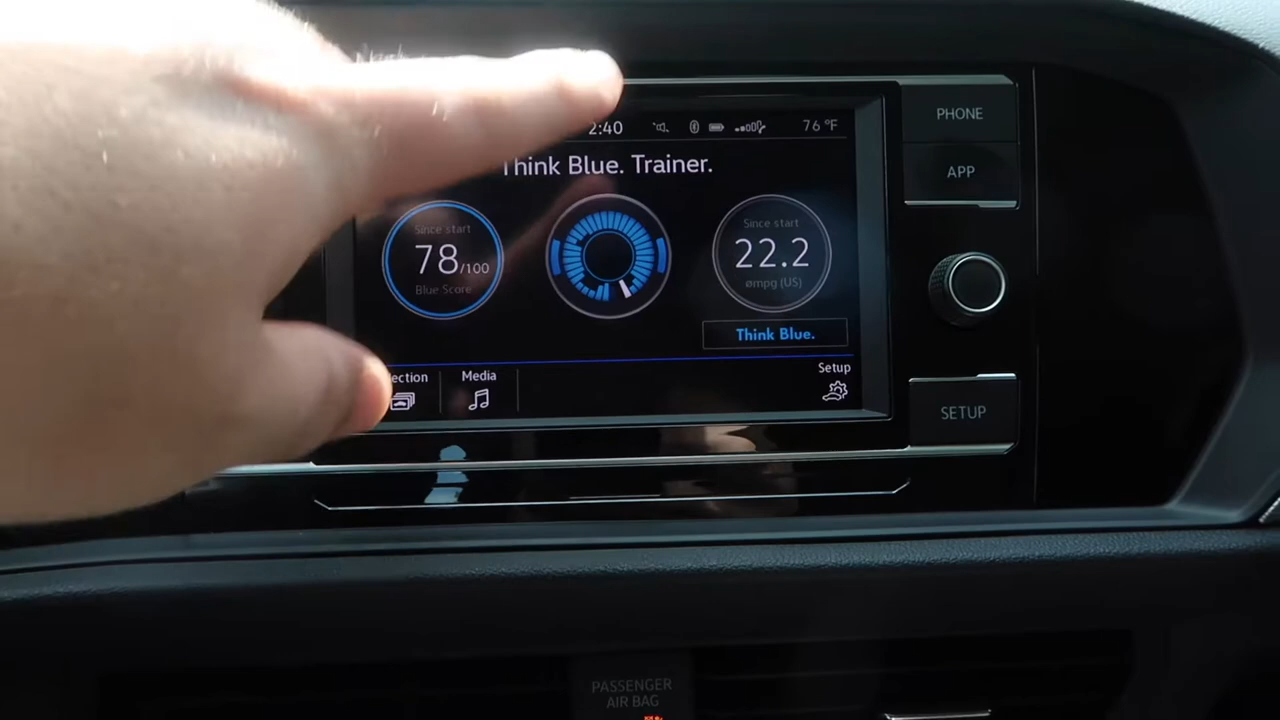 2:40 76°F
Think Blue. Trainer.
Since start
78/100
Blue Score
Since start
22.2
ømpg (US)
Think Blue.
ection
Media
Setup
PHONE
APP
SETUP
PASSENGER
AIR BAG